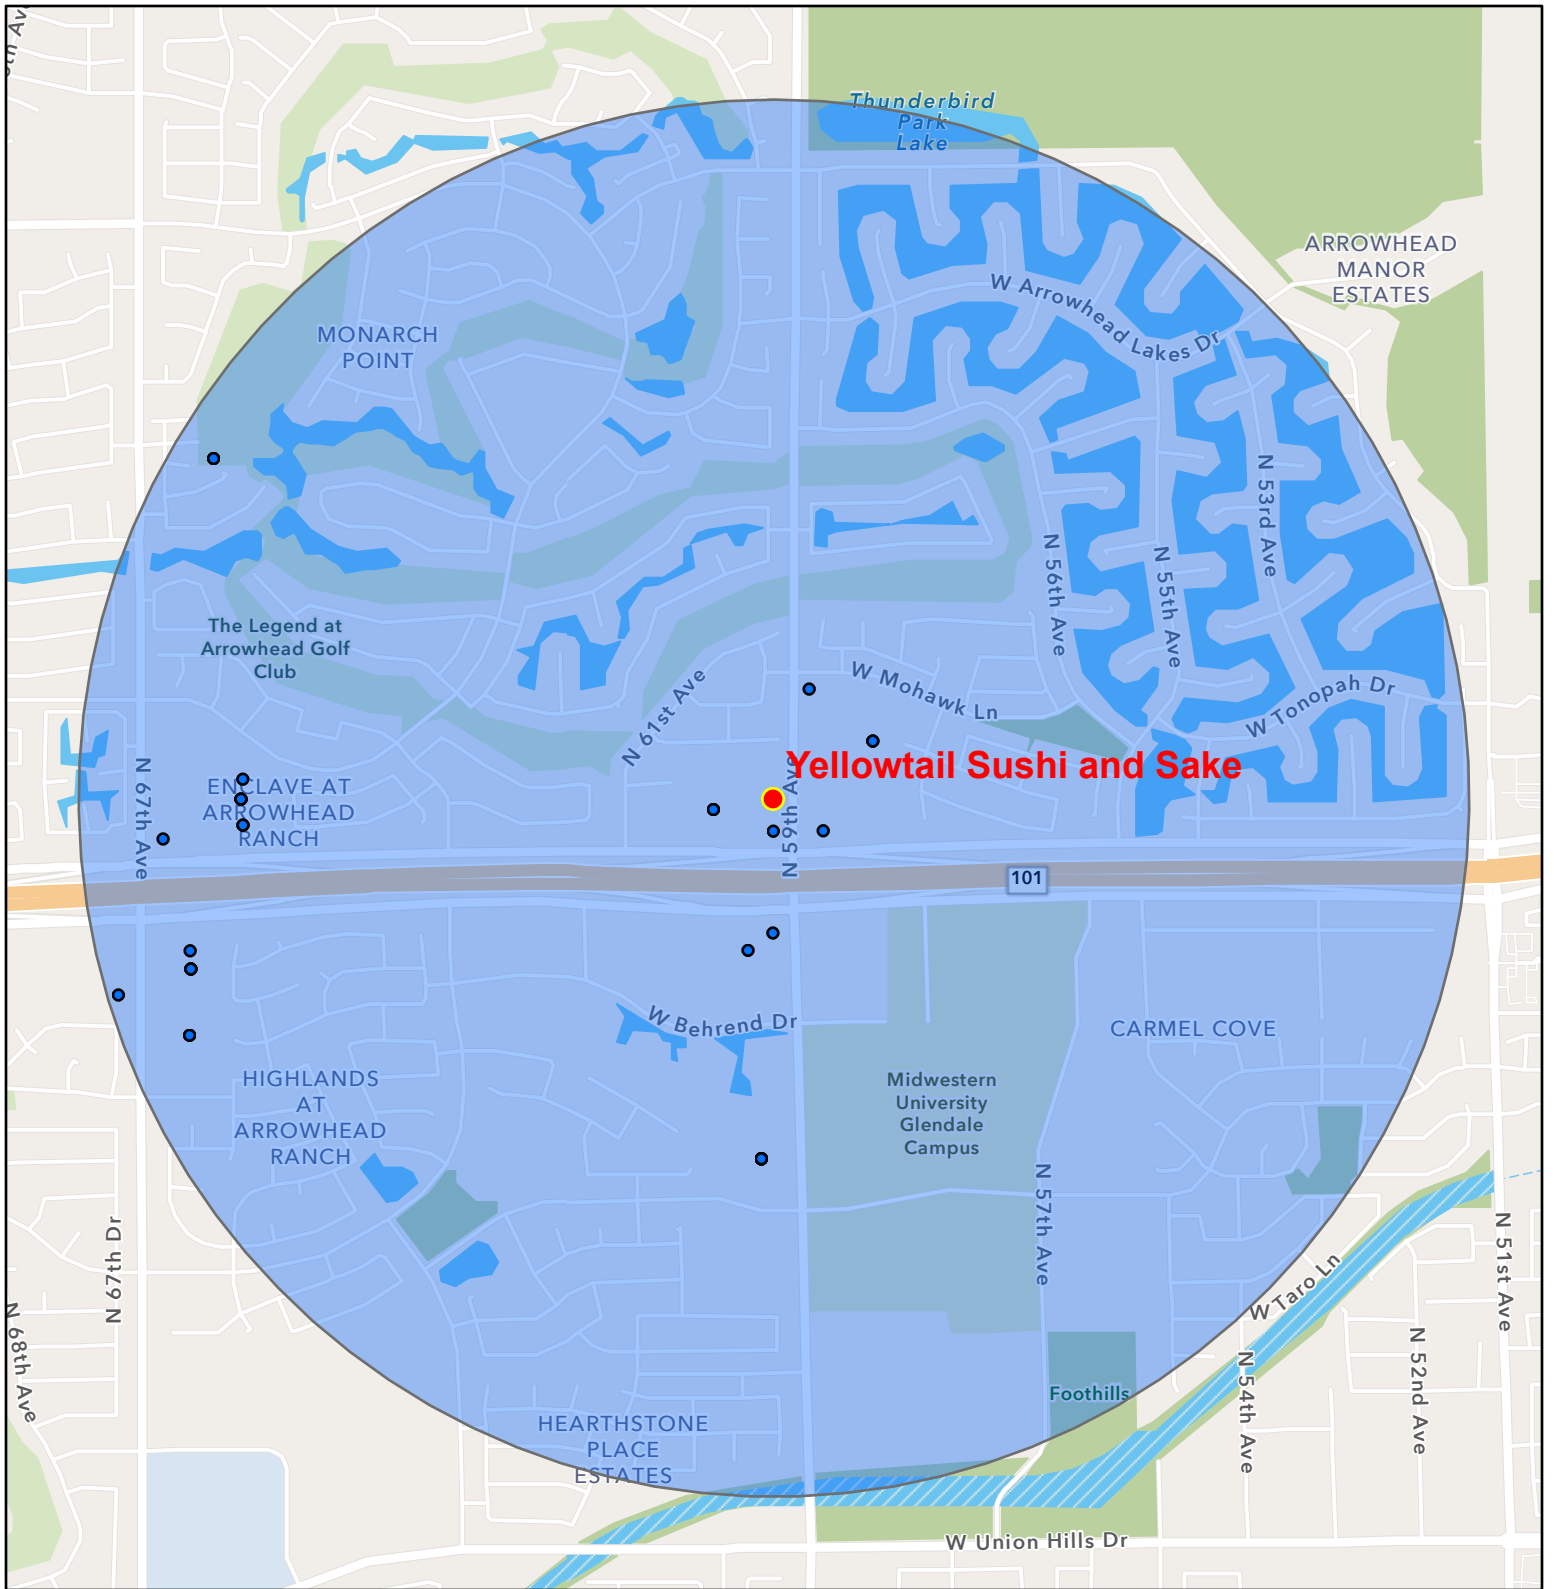 Thunderbird
Park
Lake
ARROWHEAD
MANOR
ESTATES
W Arrowhead Lakes Dr
MONARCH
POINT
N 53rd Ave
N 56th Ave
N 55th Ave
The Legend at
Arrowhead Golf
Club
N 61st Ave
W Mohawk Ln
W Tonopah Dr
Yellowtail Sushi and Sake
N 67th Ave
ENCLAVE AT
ARROWHEAD
RANCH
N 59th Ave
101
W Behrend Dr
CARMEL COVE
HIGHLANDS
AT
ARROWHEAD
RANCH
Midwestern
University
Glendale
Campus
N 57th Ave
N 67th Dr
N 51st Ave
W Taro Ln
N 68th Ave
N 54th Ave
N 52nd Ave
Foothills
HEARTHSTONE
PLACE
ESTATES
W Union Hills Dr